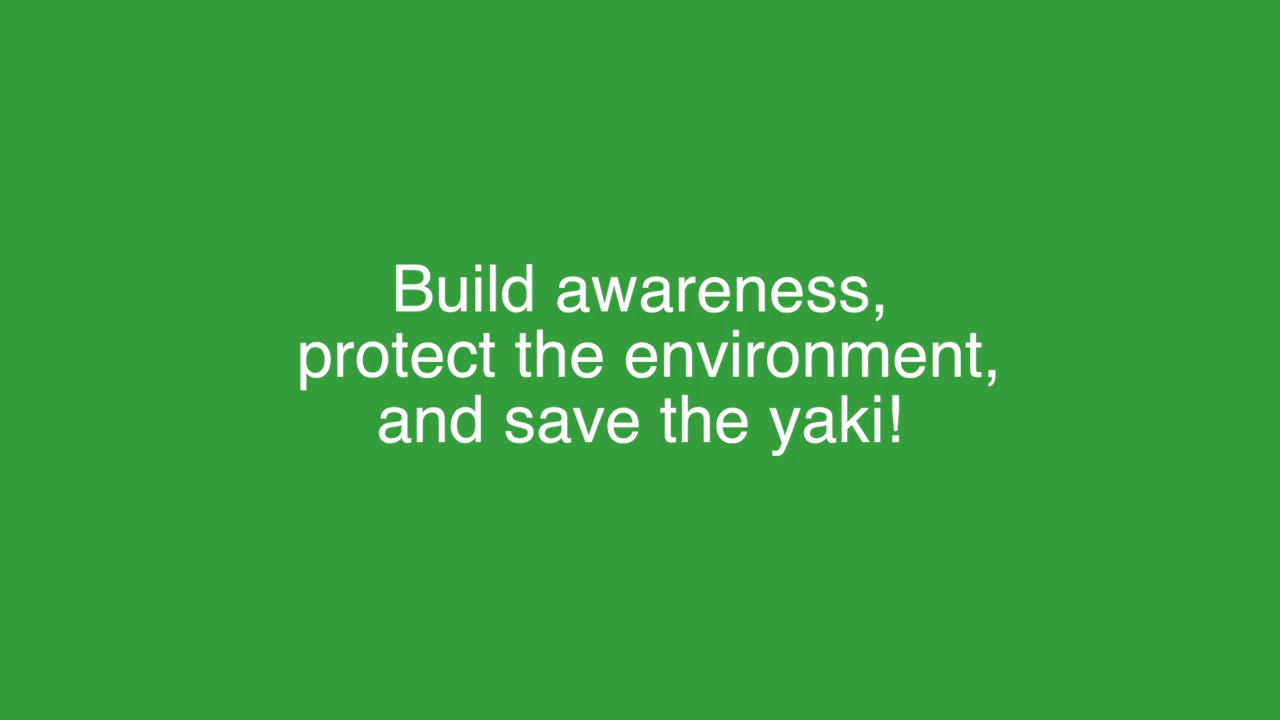 Build awareness,
protect the environment,
and save the yaki!